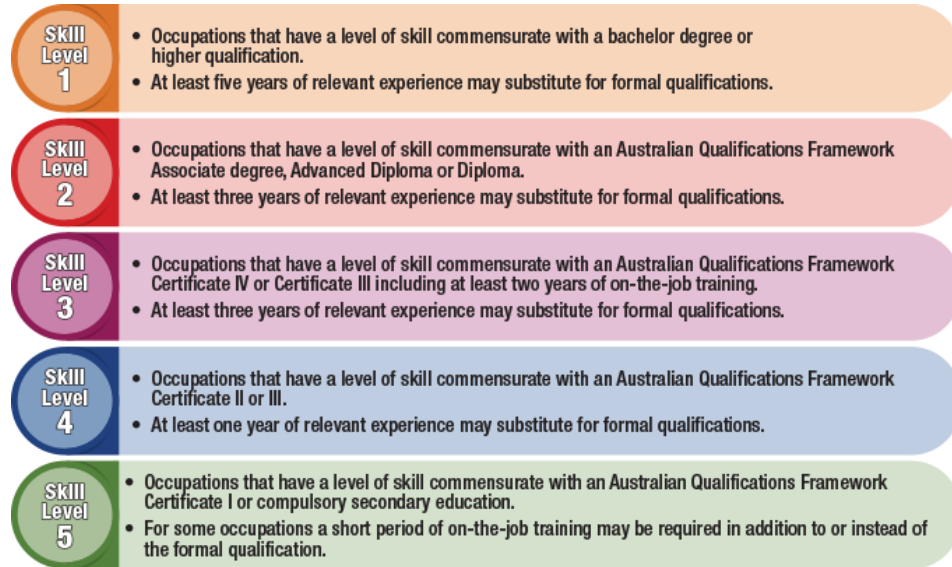 Skill
Level
1
• Occupations that have a level of skill commensurate with a bachelor degree or
higher qualification.
• At least five years of relevant experience may substitute for formal qualifications.
Skill
Level
2
• Occupations that have a level of skill commensurate with an Australian Qualifications Framework
Associate degree, Advanced Diploma or Diploma.
• At least three years of relevant experience may substitute for formal qualifications.
Skill
Level
3
• Occupations that have a level of skill commensurate with an Australian Qualifications Framework
Certificate IV or Certificate III including at least two years of on-the-job training.
• At least three years of relevant experience may substitute for formal qualifications.
Skill
Level
4
• Occupations that have a level of skill commensurate with an Australian Qualifications Framework
Certificate II or III.
• At least one year of relevant experience may substitute for formal qualifications.
Skill
Level
5
• Occupations that have a level of skill commensurate with an Australian Qualifications Framework
Certificate I or compulsory secondary education.
• For some occupations a short period of on-the-job training may be required in addition to or instead of
the formal qualification.